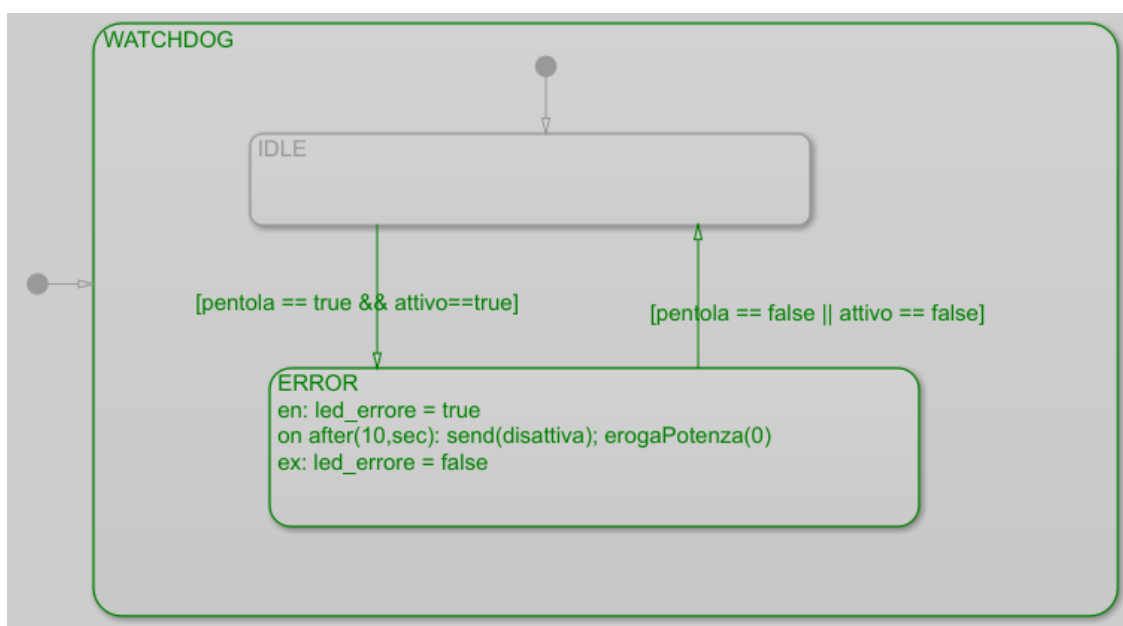 WATCHDOG
IDLE
[pentola == true && attivo==true]
[pentola == false || attivo == false]
ERROR
en: led_errore = true
on after(10,sec): send(disattiva); erogaPotenza(0)
ex: led_errore = false